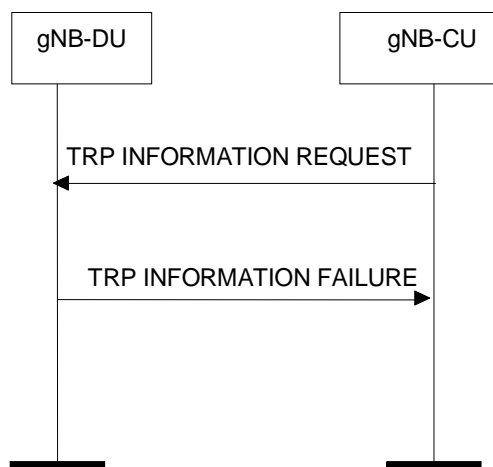 gNB-DU
gNB-CU
TRP INFORMATION REQUEST
TRP INFORMATION FAILURE